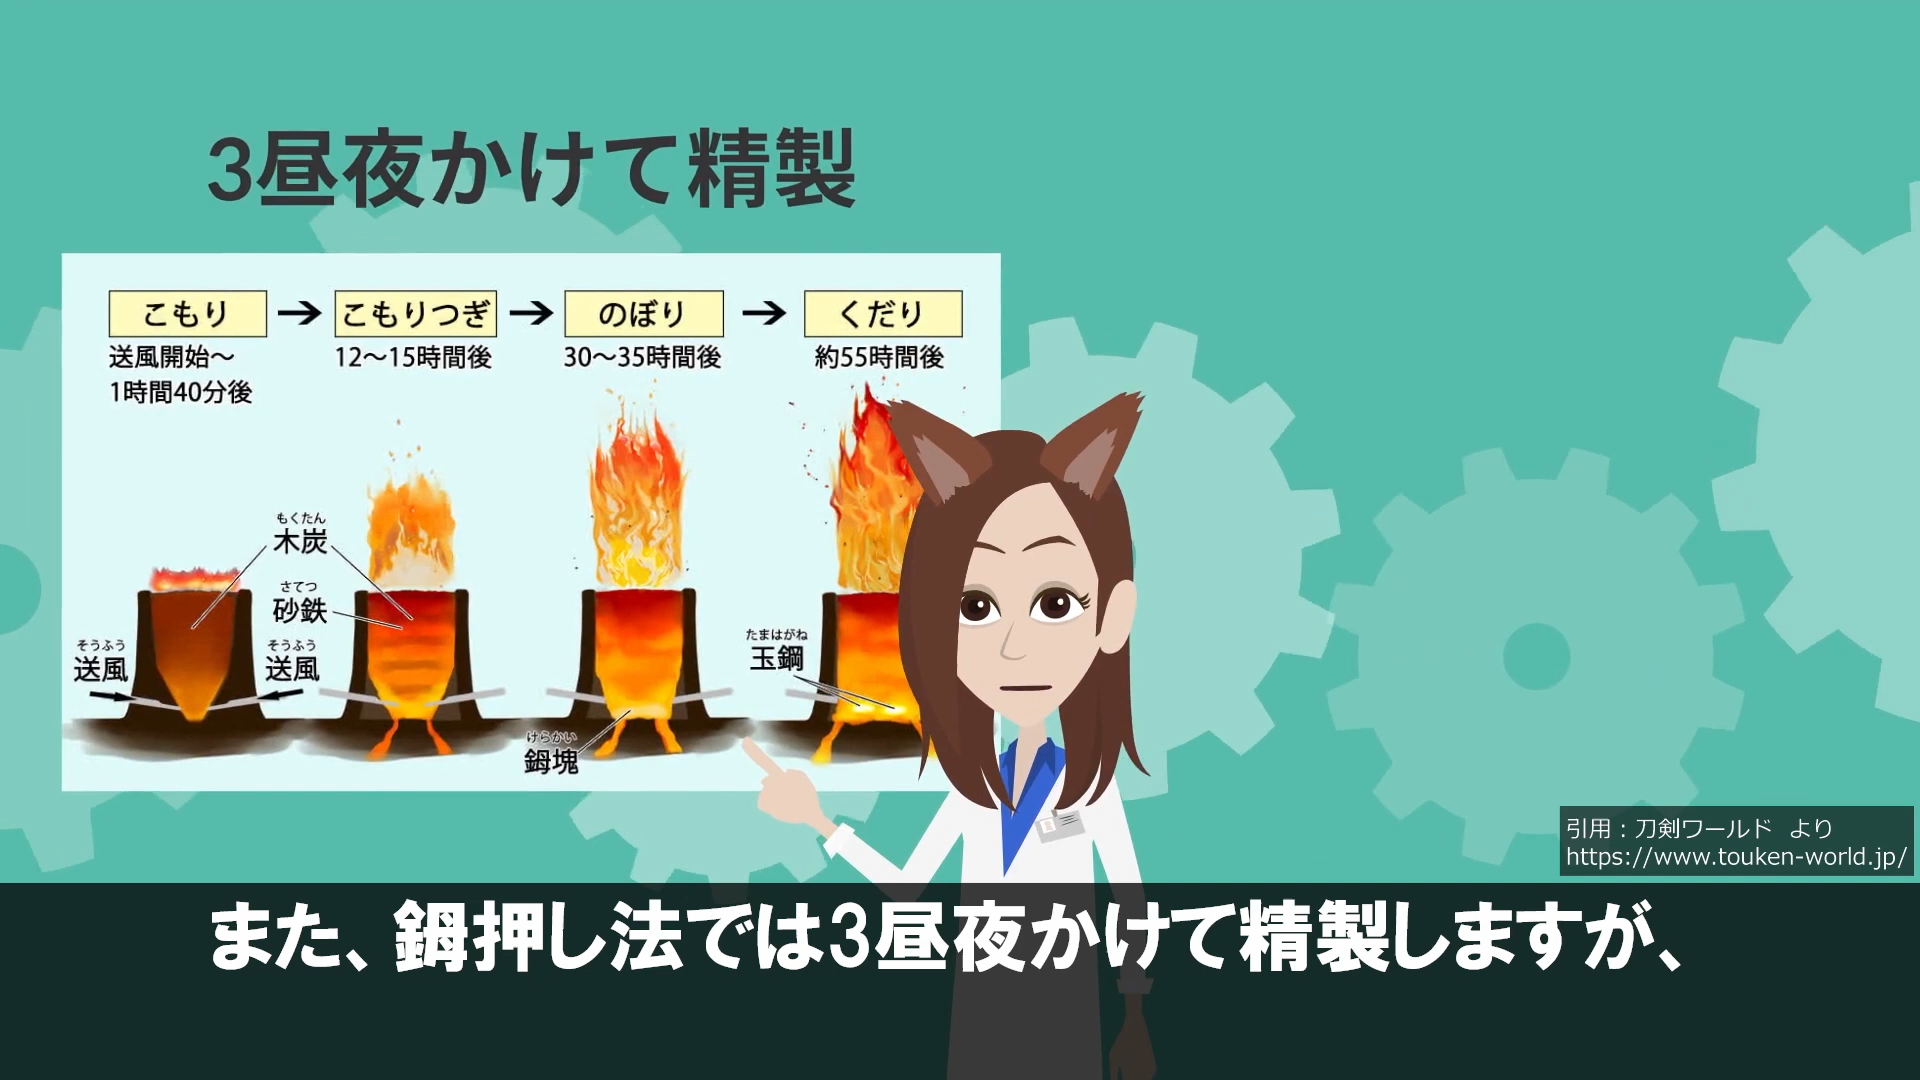 3昼夜かけて精製
こもり → こもりつぎ → のぼり → くだり
送風開始～
1時間40分後
12～15時間後
30～35時間後
約55時間後
もくたん
木炭
さてつ
砂鉄
そうふう
送風
そうふう
送風
けらかい
鉧塊
たまはがね
玉鋼
引用：刀剣ワールド より
https://www.touken-world.jp/
また、鉧押し法では3昼夜かけて精製しますが、